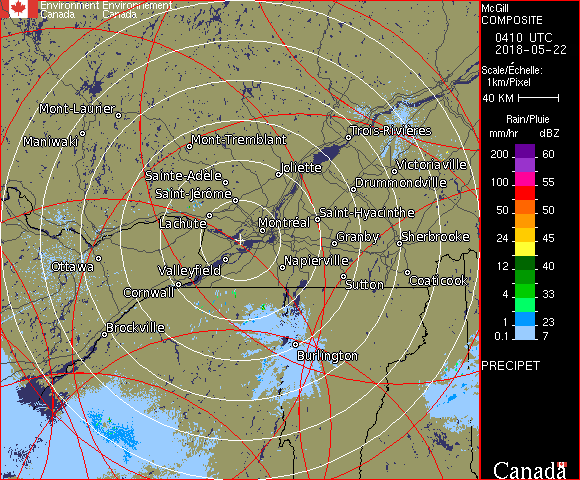 Environment Environnement
Canada Canada
McGill
COMPOSITE
0410 UTC
2018-05-22
Scale/Échelle:
1km/Pixel
40 KM
Rain/Pluie
mm/hr dBZ
200 60
150 55
100 55
50 50
24 45
12 40
4 33
1 23
0.1 7
PRECIPET
Canada
Mont-Laurier
Maniwaki
Mont-Tremblant
Trois-Rivières
Joliette
Victoriaville
Sainte-Adèle
Drummondville
Saint-Jérôme
Lachute
Montréal
Saint-Hyacinthe
Granby
Sherbrooke
Ottawa
Valleyfield
Napierville
Cornwall
Sutton
Coaticook
Brockville
Burlington